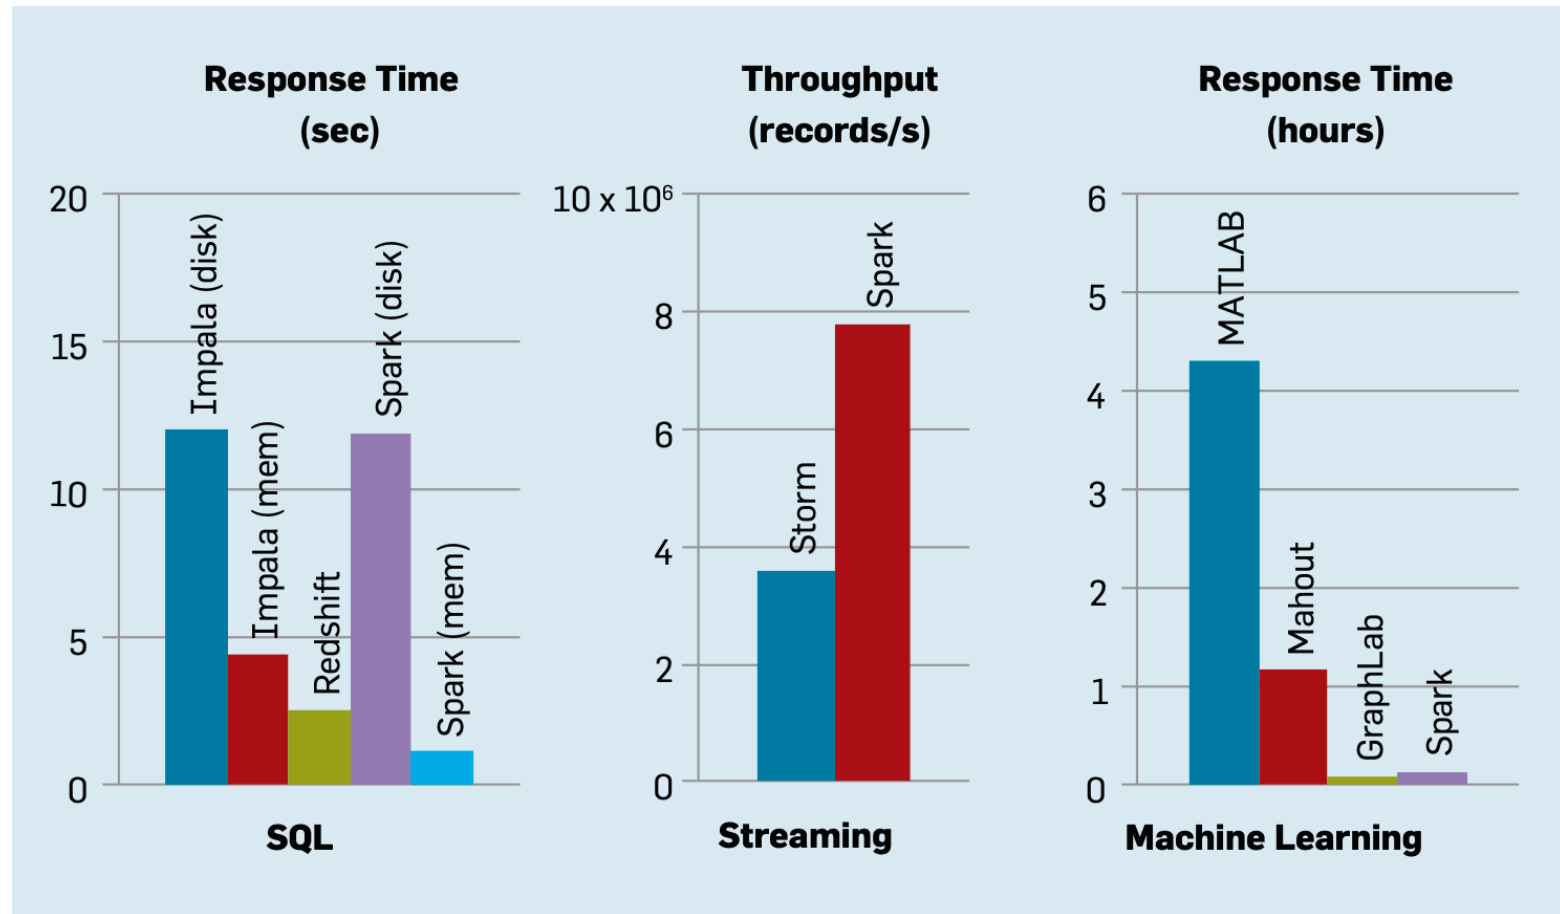 Response Time
(sec)
20
15
10
5
0
Impala (disk)
Impala (mem)
Redshift
Spark (disk)
Spark (mem)
SQL
Throughput
(records/s)
10 x 10⁶
8
6
4
2
0
Storm
Spark
Streaming
Response Time
(hours)
6
5
4
3
2
1
0
MATLAB
Mahout
GraphLab
Spark
Machine Learning